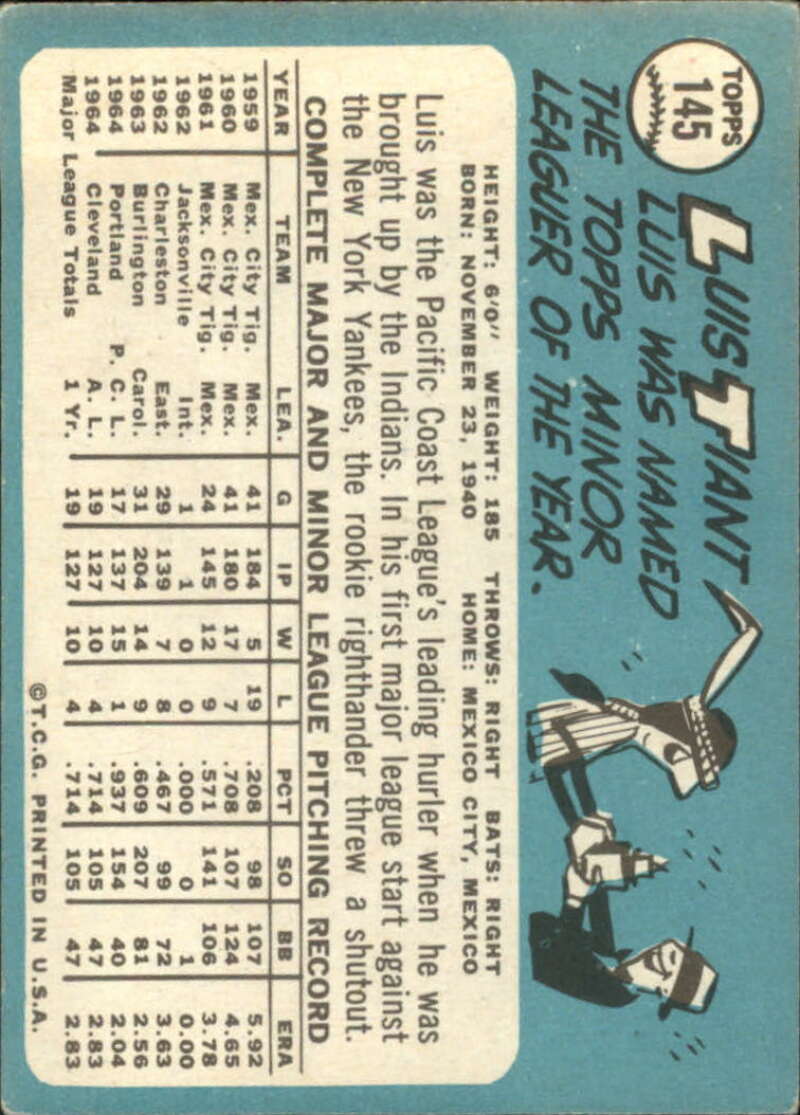 TOPPS
145
LUIS TIANT
LUIS WAS NAMED
THE TOPPS MINOR
LEAGUER OF THE YEAR.
HEIGHT: 6'0" WEIGHT: 185 THROWS: RIGHT BATS: RIGHT
BORN: NOVEMBER 23, 1940 HOME: MEXICO CITY, MEXICO
Luis was the Pacific Coast League's leading hurler when he was
brought up by the Indians. In his first major league start against
the New York Yankees, the rookie righthander threw a shutout.
COMPLETE MAJOR AND MINOR LEAGUE PITCHING RECORD
YEAR TEAM LEA. G IP W L PCT SO BB ERA
1959 Mex. City Tig. Mex. 41 184 5 19 .208 98 107 5.92
1960 Mex. City Tig. Mex. 41 180 17 7 .708 107 124 4.65
1961 Mex. City Tig. Mex. 24 145 12 9 .571 141 106 3.78
1962 Jacksonville Int. 1 1 0 0 .000 0 1 0.00
1962 Charleston East. 29 139 7 8 .467 99 72 3.63
1963 Burlington Carol. 31 204 14 9 .609 207 81 2.56
1964 Portland P. C. L. 17 137 15 1 .937 154 40 2.04
1964 Cleveland A. L. 19 127 10 4 .714 105 47 2.83
Major League Totals 1 Yr. 19 127 10 4 .714 105 47 2.83
©T.C.G. PRINTED IN U.S.A.